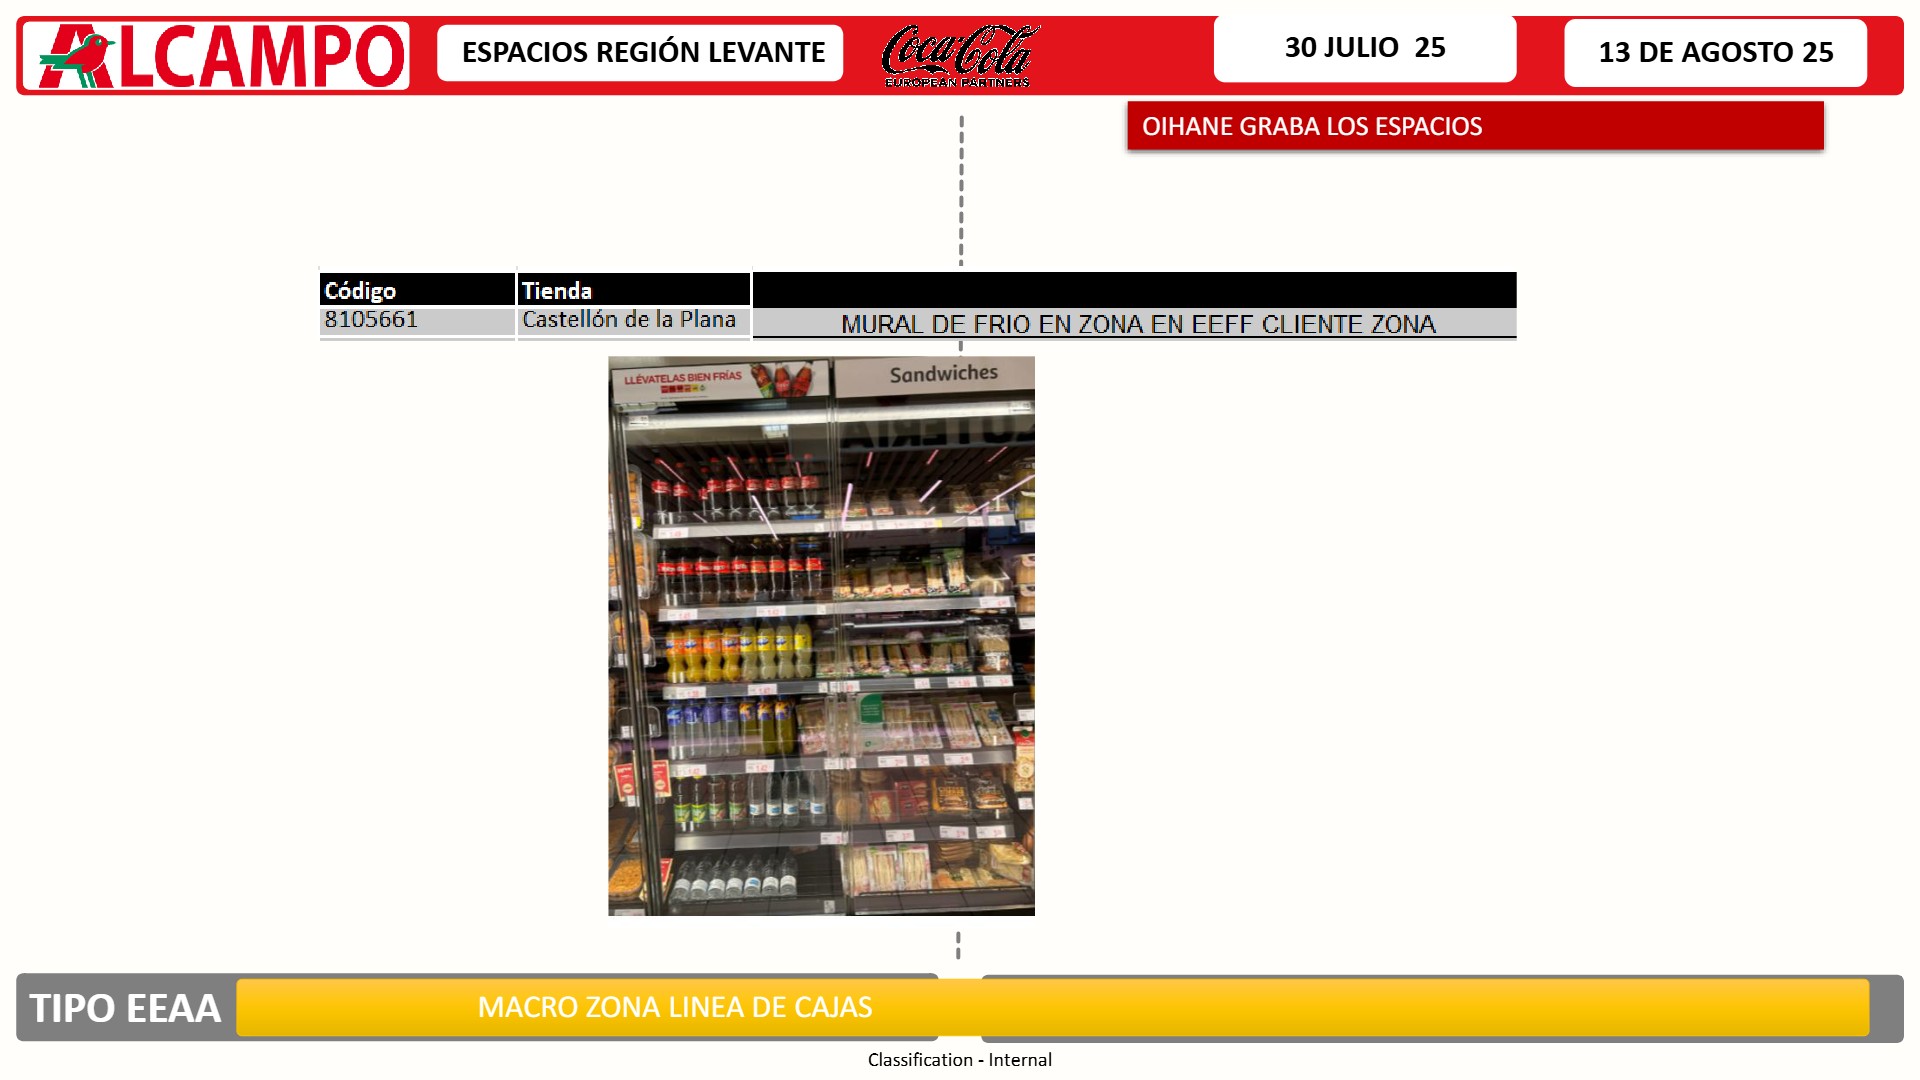 ALCAMPO
ESPACIOS REGIÓN LEVANTE
Coca-Cola
EUROPEAN PARTNERS
30 JULIO 25
13 DE AGOSTO 25
OIHANE GRABA LOS ESPACIOS
Código Tienda
8105661 Castellón de la Plana MURAL DE FRIO EN ZONA EN EEFF CLIENTE ZONA
LLÉVATELAS BIEN FRÍAS
Sandwiches
TIPO EEAA
MACRO ZONA LINEA DE CAJAS
Classification - Internal